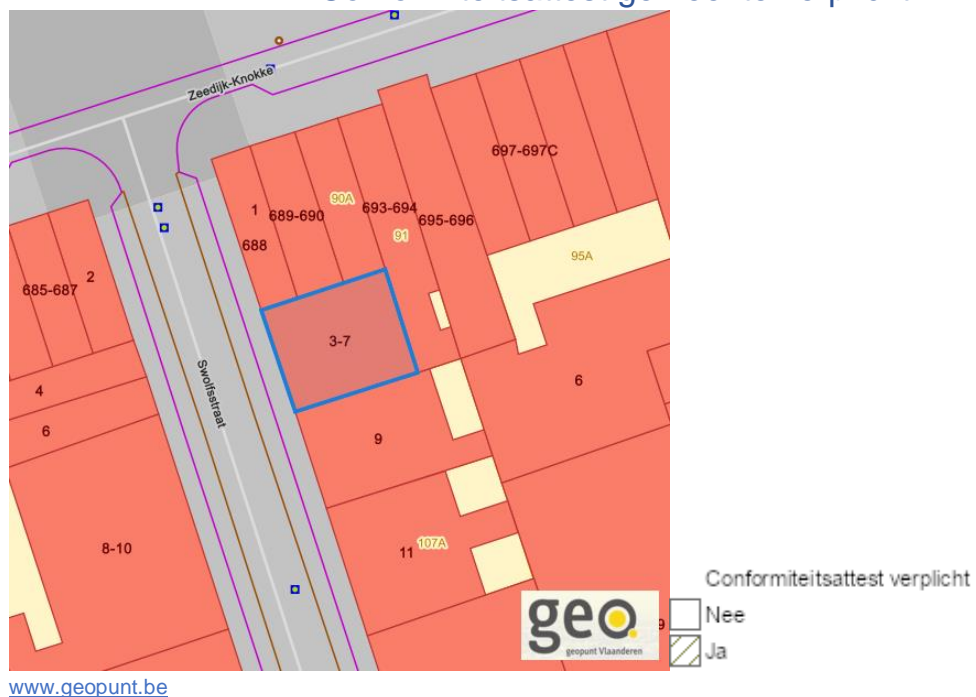 Zeedijk-Knokke
697-697C
90A
693-694
1
689-690
695-696
91
688
95A
2
685-687
3-7
Swolfsstraat
4
6
6
9
8-10
11
107A
geo
geopunt Vlaanderen
9
Conformiteitsattest verplicht
Nee
Ja
www.geopunt.be